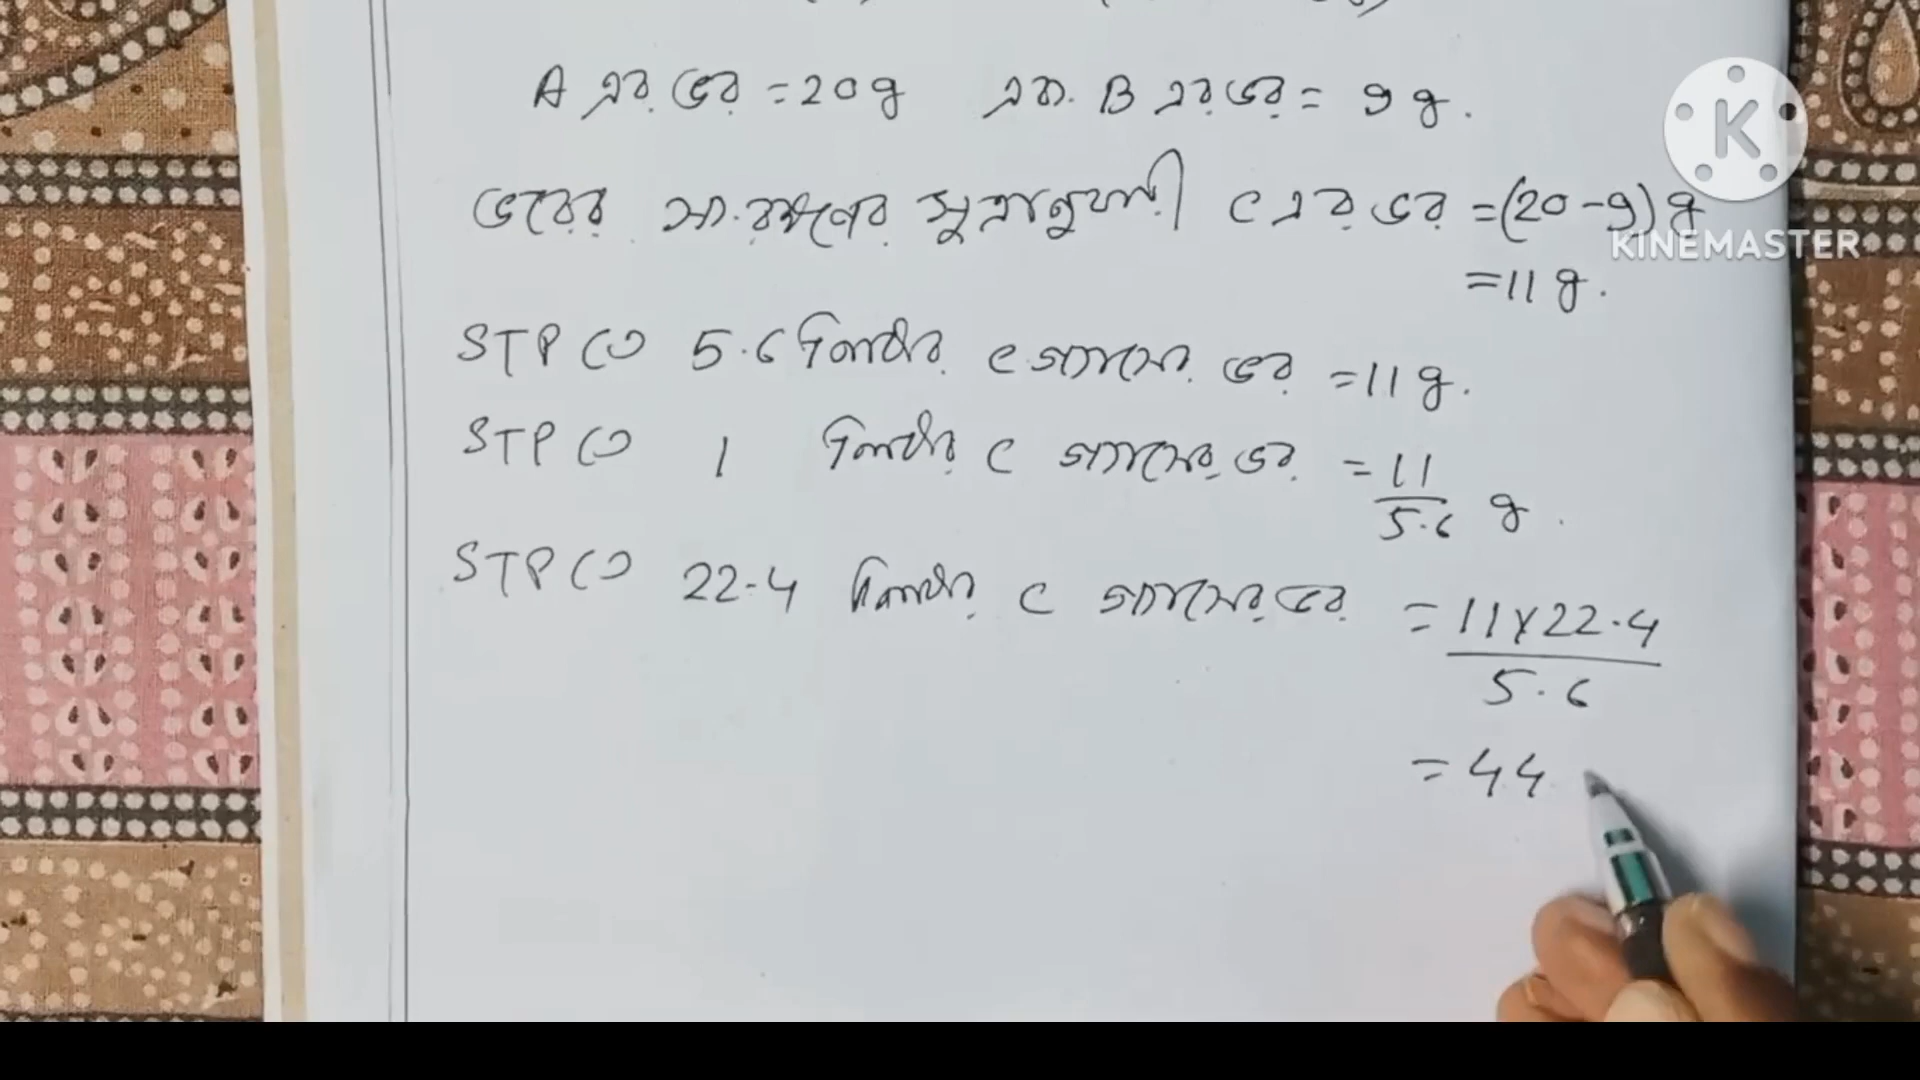 A এর ভর = 20g এবং B এর ভর = 9 g.
ভরের সংরক্ষণের সূত্রানুযায়ী C এর ভর = (20-9) g
= 11 g.
STP তে 5.6 লিটার C গ্যাসের ভর = 11 g.
STP তে 1 লিটার C গ্যাসের ভর = 11/5.6 g.
STP তে 22.4 লিটার C গ্যাসের ভর = 11×22.4/5.6
= 44
K
KINEMASTER